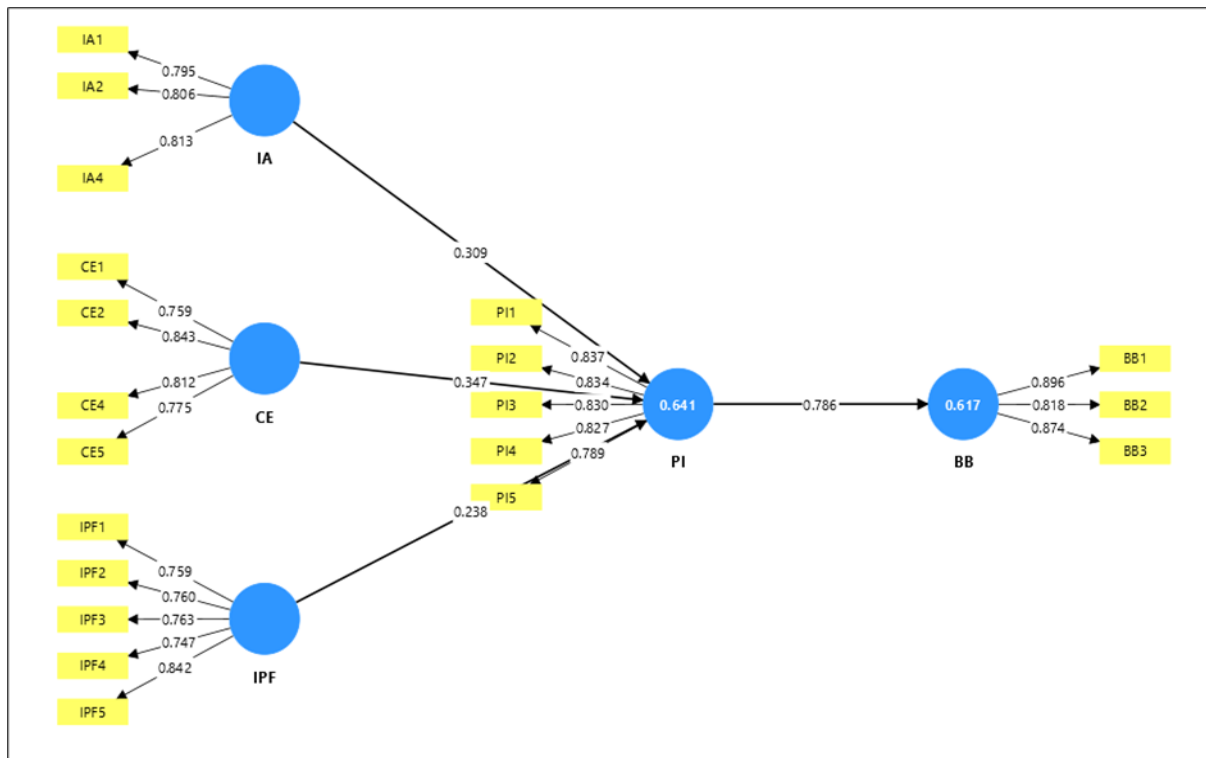 IA1
0.795
IA2
0.806
0.813
IA4
IA
0.309
CE1
0.759
CE2
0.843
0.812
CE4
0.775
CE5
CE
0.347
PI1
0.837
PI2
0.834
PI3
0.830
0.827
PI4
0.789
PI5
0.641
PI
0.786
0.617
BB
BB1
0.896
0.818
BB2
0.874
BB3
0.238
IPF1
0.759
IPF2
0.760
IPF3
0.763
0.747
IPF4
0.842
IPF5
IPF